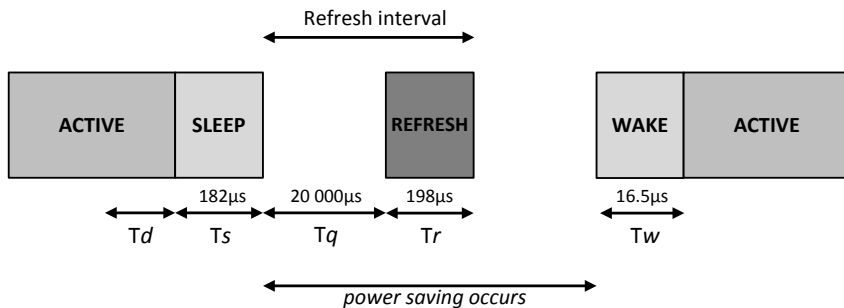 Refresh interval
ACTIVE SLEEP REFRESH WAKE ACTIVE
182µs 20 000µs 198µs 16.5µs
Td Ts Tq Tr Tw
power saving occurs